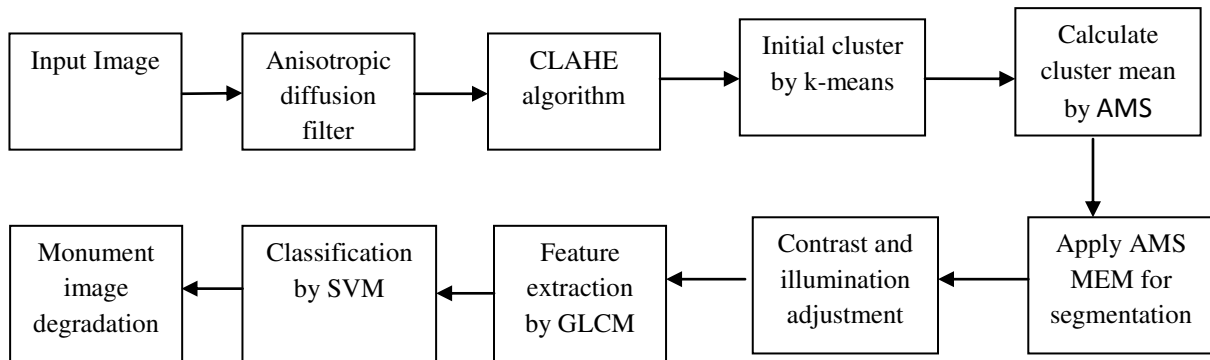 Input Image
Anisotropic
diffusion
filter
CLAHE
algorithm
Initial cluster
by k-means
Calculate
cluster mean
by AMS
Apply AMS
MEM for
segmentation
Contrast and
illumination
adjustment
Feature
extraction
by GLCM
Classification
by SVM
Monument
image
degradation